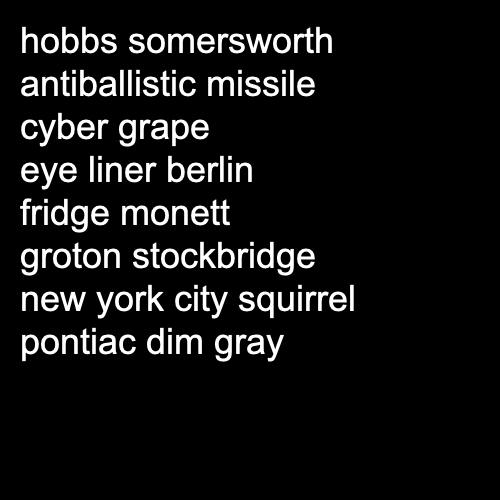 hobbs somersworth
antiballistic missile
cyber grape
eye liner berlin
fridge monett
groton stockbridge
new york city squirrel
pontiac dim gray